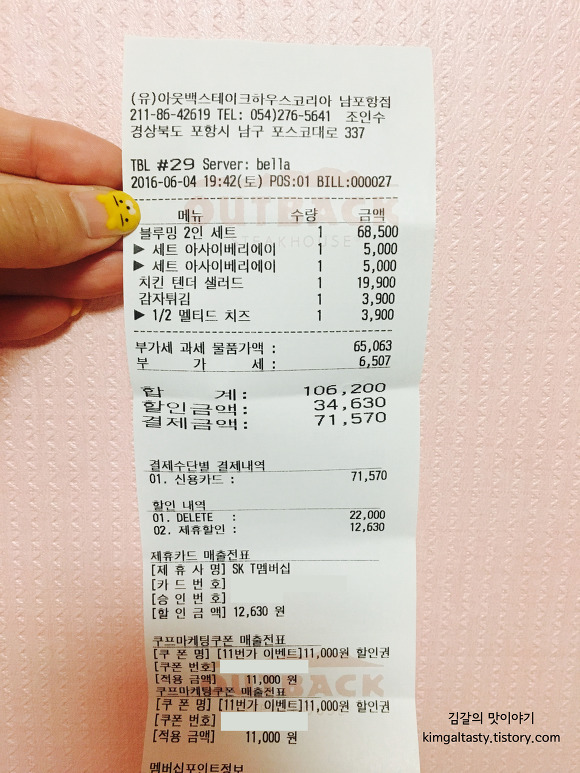 (유)아웃백스테이크하우스코리아 남포항점
211-86-42619 TEL: 054)276-5641 조인수
경상북도 포항시 남구 포스코대로 337
TBL #29 Server: bella
2016-06-04 19:42(토) POS:01 BILL:000027
OUTBACK
STEAKHOUSE
메뉴 수량 금액
블루밍 2인 세트 1 68,500
▶ 세트 아사이베리에이 1 5,000
▶ 세트 아사이베리에이 1 5,000
치킨 텐더 샐러드 1 19,900
감자튀김 1 3,900
▶ 1/2 멜티드 치즈 1 3,900
부가세 과세 물품가액 : 65,063
부 가 세 : 6,507
합 계: 106,200
할인금액: 34,630
결제금액: 71,570
결제수단별 결제내역
01. 신용카드 : 71,570
할인 내역
01. DELETE : 22,000
02. 제휴할인 : 12,630
제휴카드 매출전표
[제 휴 사 명] SK T멤버십
[카 드 번 호]
[승 인 번 호]
[할 인 금 액] 12,630 원
쿠프마케팅쿠폰 매출전표
[쿠 폰 명] [11번가 이벤트]11,000원 할인권
[쿠폰 번호]
[적용 금액] 11,000 원
OUTBACK
쿠프마케팅쿠폰 매출전표
[쿠 폰 명] [11번가 이벤트]11,000원 할인권
[쿠폰 번호]
[적용 금액] 11,000 원
멤버십포인트정보
김갈의 맛이야기
kimgaltasty.tistory.com